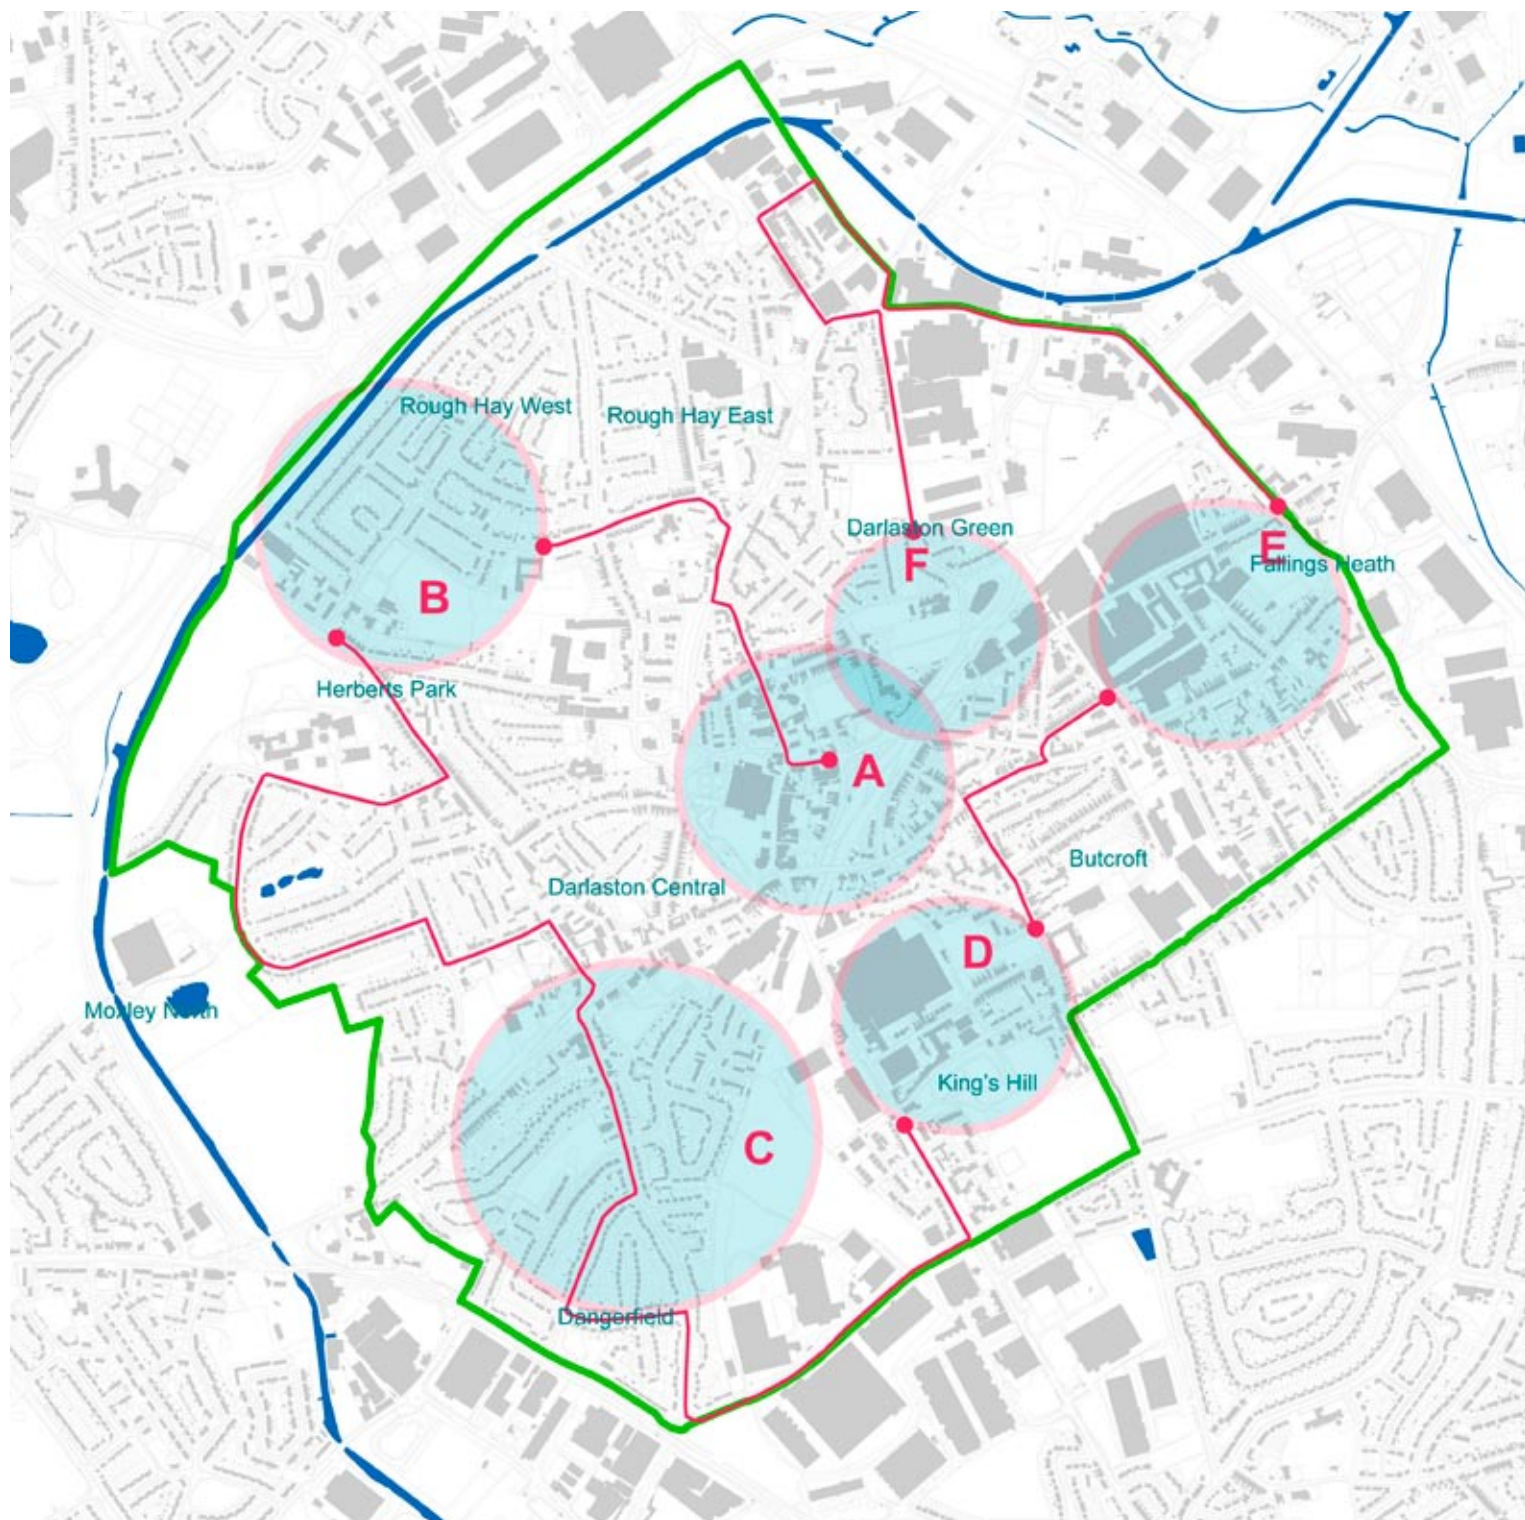 Rough Hay West
Rough Hay East
Darlaston Green
F
E
Fallings Heath
B
Herberts Park
A
Butcroft
Darlaston Central
D
Moxley North
King's Hill
C
Dangerfield